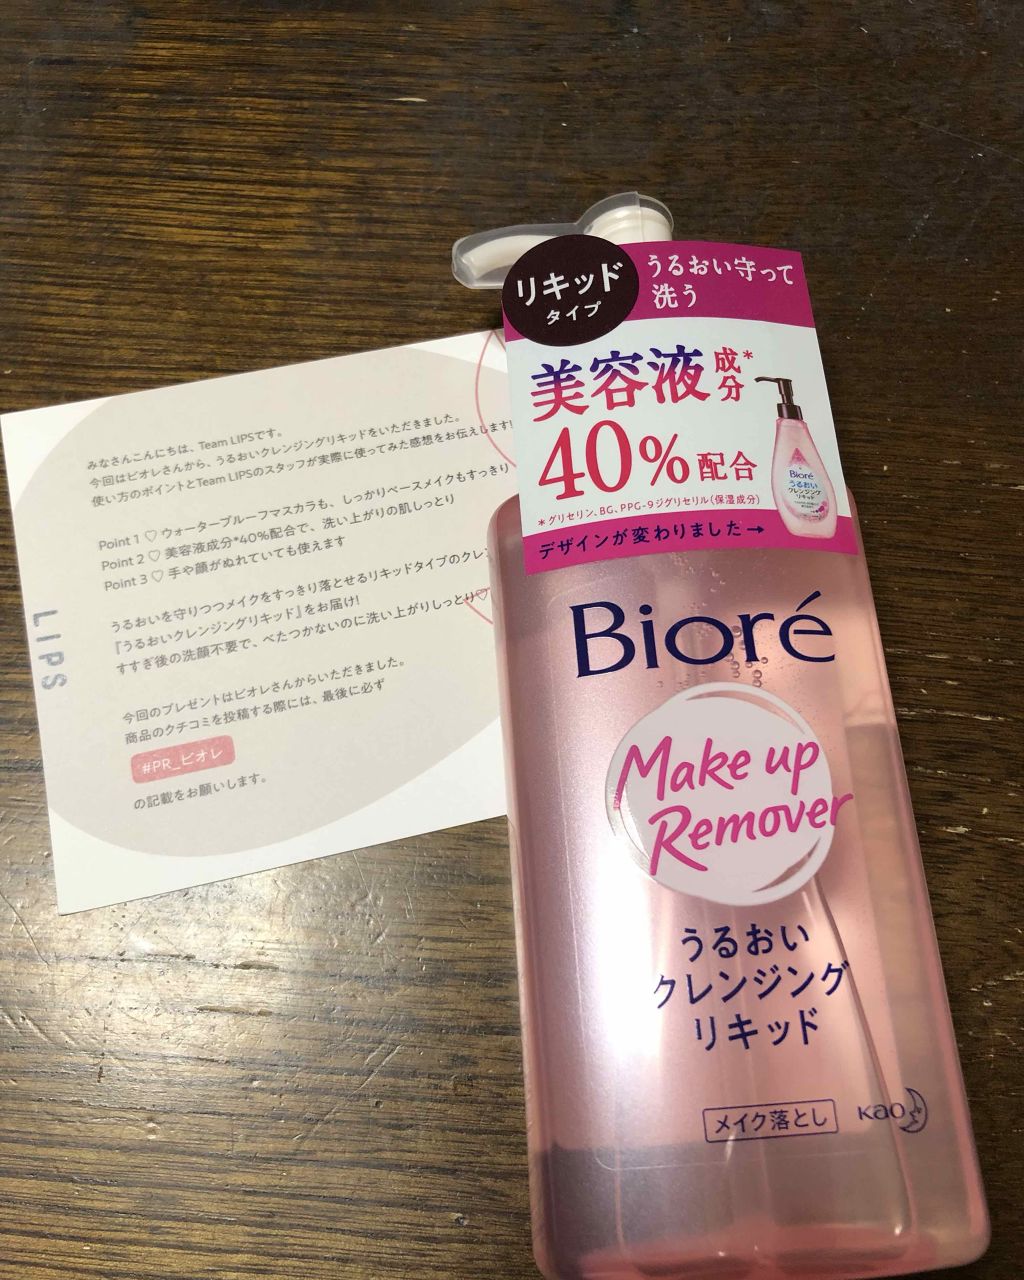 みなさんこんにちは、Team LIPSです。
今回はビオレさんから、うるおいクレンジングリキッドをいただきました。
使い方のポイントとTeam LIPSのスタッフが実際に使ってみた感想をお伝えします!
Point 1 ♡ ウォータープルーフマスカラも、しっかりベースメイクもすっきり
Point 2 ♡ 美容液成分*40%配合で、洗い上がりの肌しっとり
Point 3 ♡ 手や顔がぬれていても使えます
うるおいを守りつつメイクをすっきり落とせるリキッドタイプのクレン
『うるおいクレンジングリキッド』をお届け!
すすぎ後の洗顔不要で、べたつかないのに洗い上がりしっとり♡
今回のプレゼントはビオレさんからいただきました。
商品のクチコミを投稿する際には、最後に必ず
#PR_ビオレ
の記載をお願いします。
LIPS
リキッド
タイプ
うるおい守って
洗う
美容液成分*
40%配合
*グリセリン、BG、PPG-9ジグリセリル(保湿成分)
デザインが変わりました→
Bioré
うるおい
クレンジング
リキッド
Bioré
Make up
Remover
うるおい
クレンジング
リキッド
メイク落とし
Kao